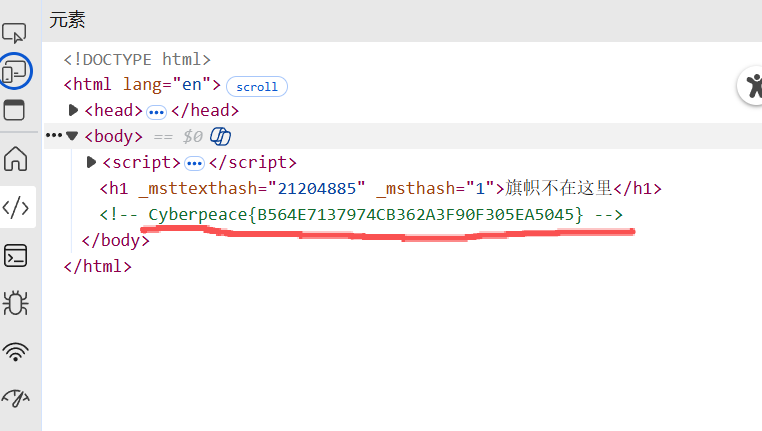 元素
<!DOCTYPE html>
<html lang="en"> scroll
<head> ••• </head>
••• <body> == $0
<script> ••• </script>
<h1 _msttexthash="21204885" _msthash="1">旗帜不在这里</h1>
<!-- Cyberpeace{B564E7137974CB362A3F90F305EA5045} -->
</body>
</html>